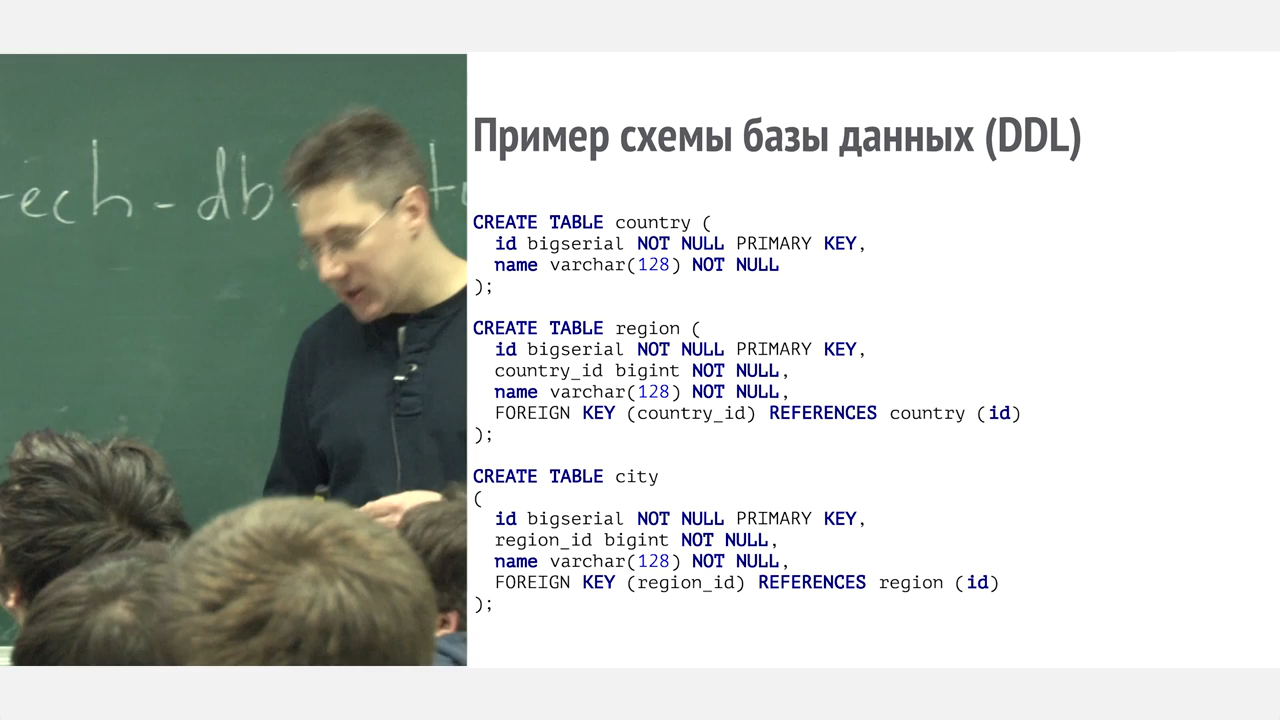 ech-db
Пример схемы базы данных (DDL)
CREATE TABLE country (
  id bigserial NOT NULL PRIMARY KEY,
  name varchar(128) NOT NULL
);
CREATE TABLE region (
  id bigserial NOT NULL PRIMARY KEY,
  country_id bigint NOT NULL,
  name varchar(128) NOT NULL,
  FOREIGN KEY (country_id) REFERENCES country (id)
);
CREATE TABLE city
(
  id bigserial NOT NULL PRIMARY KEY,
  region_id bigint NOT NULL,
  name varchar(128) NOT NULL,
  FOREIGN KEY (region_id) REFERENCES region (id)
);